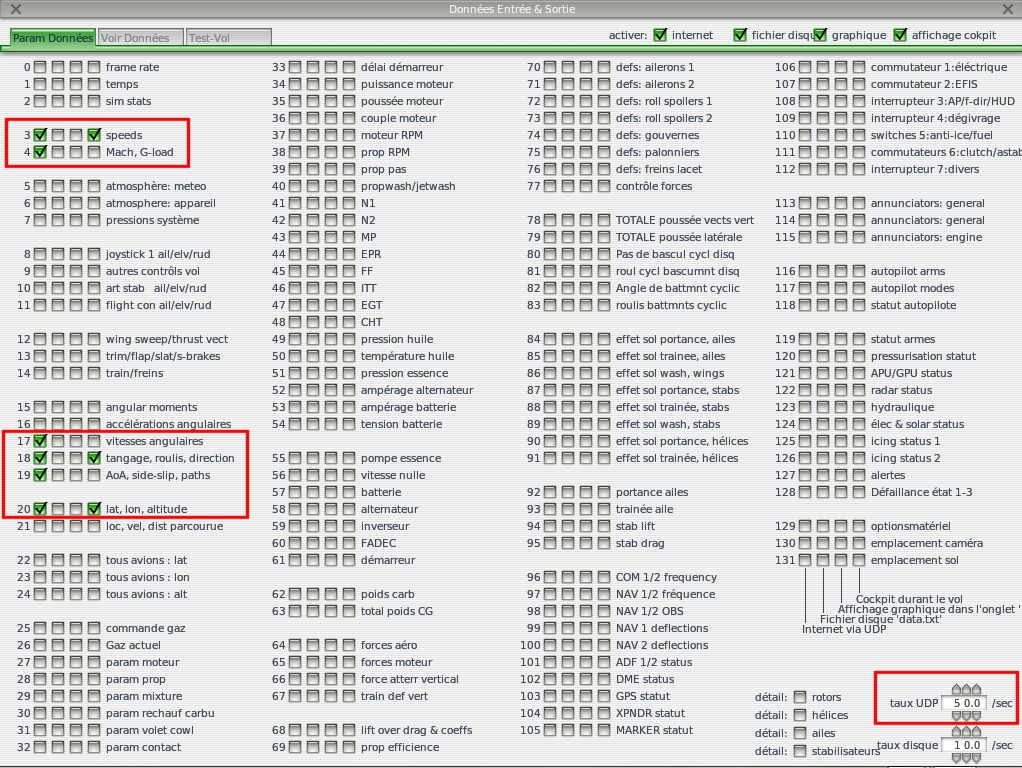 Données Entrée & Sortie
Param Données Voir Données Test-Vol activer: internet fichier disqu graphique affichage cokpit
0 frame rate
1 temps
2 sim stats
3 speeds
4 Mach, G-load
5 atmosphère: meteo
6 atmosphere: appareil
7 pressions système
8 joystick 1 ail/elv/rud
9 autres contrôls vol
10 art stab ail/elv/rud
11 flight con ail/elv/rud
12 wing sweep/thrust vect
13 trim/flap/slat/s-brakes
14 train/freins
15 angular moments
16 accélérations angulaires
17 vitesses angulaires
18 tangage, roulis, direction
19 AoA, side-slip, paths
20 lat, lon, altitude
21 loc, vel, dist parcourue
22 tous avions : lat
23 tous avions : lon
24 tous avions : alt
25 commande gaz
26 Gaz actuel
27 param moteur
28 param prop
29 param mixture
30 param rechauf carbu
31 param volet cowl
32 param contact
33 délai démarreur
34 puissance moteur
35 poussée moteur
36 couple moteur
37 moteur RPM
38 prop RPM
39 prop pas
40 propwash/jetwash
41 N1
42 N2
43 MP
44 EPR
45 FF
46 ITT
47 EGT
48 CHT
49 pression huile
50 température huile
51 pression essence
52 ampérage alternateur
53 ampérage batterie
54 tension batterie
55 pompe essence
56 vitesse nulle
57 batterie
58 alternateur
59 inverseur
60 FADEC
61 démarreur
62 poids carb
63 total poids CG
64 forces aéro
65 forces moteur
66 force atterr vertical
67 train def vert
68 lift over drag & coeffs
69 prop efficience
70 defs: ailerons 1
71 defs: ailerons 2
72 defs: roll spoilers 1
73 defs: roll spoilers 2
74 defs: gouvernes
75 defs: palonniers
76 defs: freins lacet
77 contrôle forces
78 TOTALE poussée vects vert
79 TOTALE poussée latérale
80 Pas de bascul cycl disq
81 roul cycl bascumnt disq
82 Angle de battmnt cyclic
83 roulis battmnts cyclic
84 effet sol portance, ailes
85 effet sol trainee, ailes
86 effet sol wash, wings
87 effet sol portance, stabs
88 effet sol trainée, stabs
89 effet sol wash, stabs
90 effet sol portance, hélices
91 effet sol trainée, hélices
92 portance ailes
93 trainée aile
94 stab lift
95 stab drag
96 COM 1/2 frequency
97 NAV 1/2 fréquence
98 NAV 1/2 OBS
99 NAV 1 deflections
100 NAV 2 deflections
101 ADF 1/2 status
102 DME status
103 GPS statut
104 XPNDR statut
105 MARKER statut
106 commutateur 1:électrique
107 commutateur 2:EFIS
108 interrupteur 3:AP/f-dir/HUD
109 interrupteur 4:dégivrage
110 switches 5:anti-ice/fuel
111 commutateurs 6:clutch/astab
112 interrupteur 7:divers
113 annunciators: general
114 annunciators: general
115 annunciators: engine
116 autopilot arms
117 autopilot modes
118 statut autopilote
119 statut armes
120 pressurisation statut
121 APU/GPU status
122 radar status
123 hydraulique
124 élec & solar status
125 icing status 1
126 icing status 2
127 alertes
128 Défaillance état 1-3
129 optionsmatériel
130 emplacement caméra
131 emplacement sol
Cockpit durant le vol
Affichage graphique dans l'onglet '
Fichier disque 'data.txt'
Internet via UDP
détail: rotors
détail: hélices
détail: ailes
détail: stabilisateurs
taux UDP 5 0.0 /sec
taux disque 1 0.0 /sec